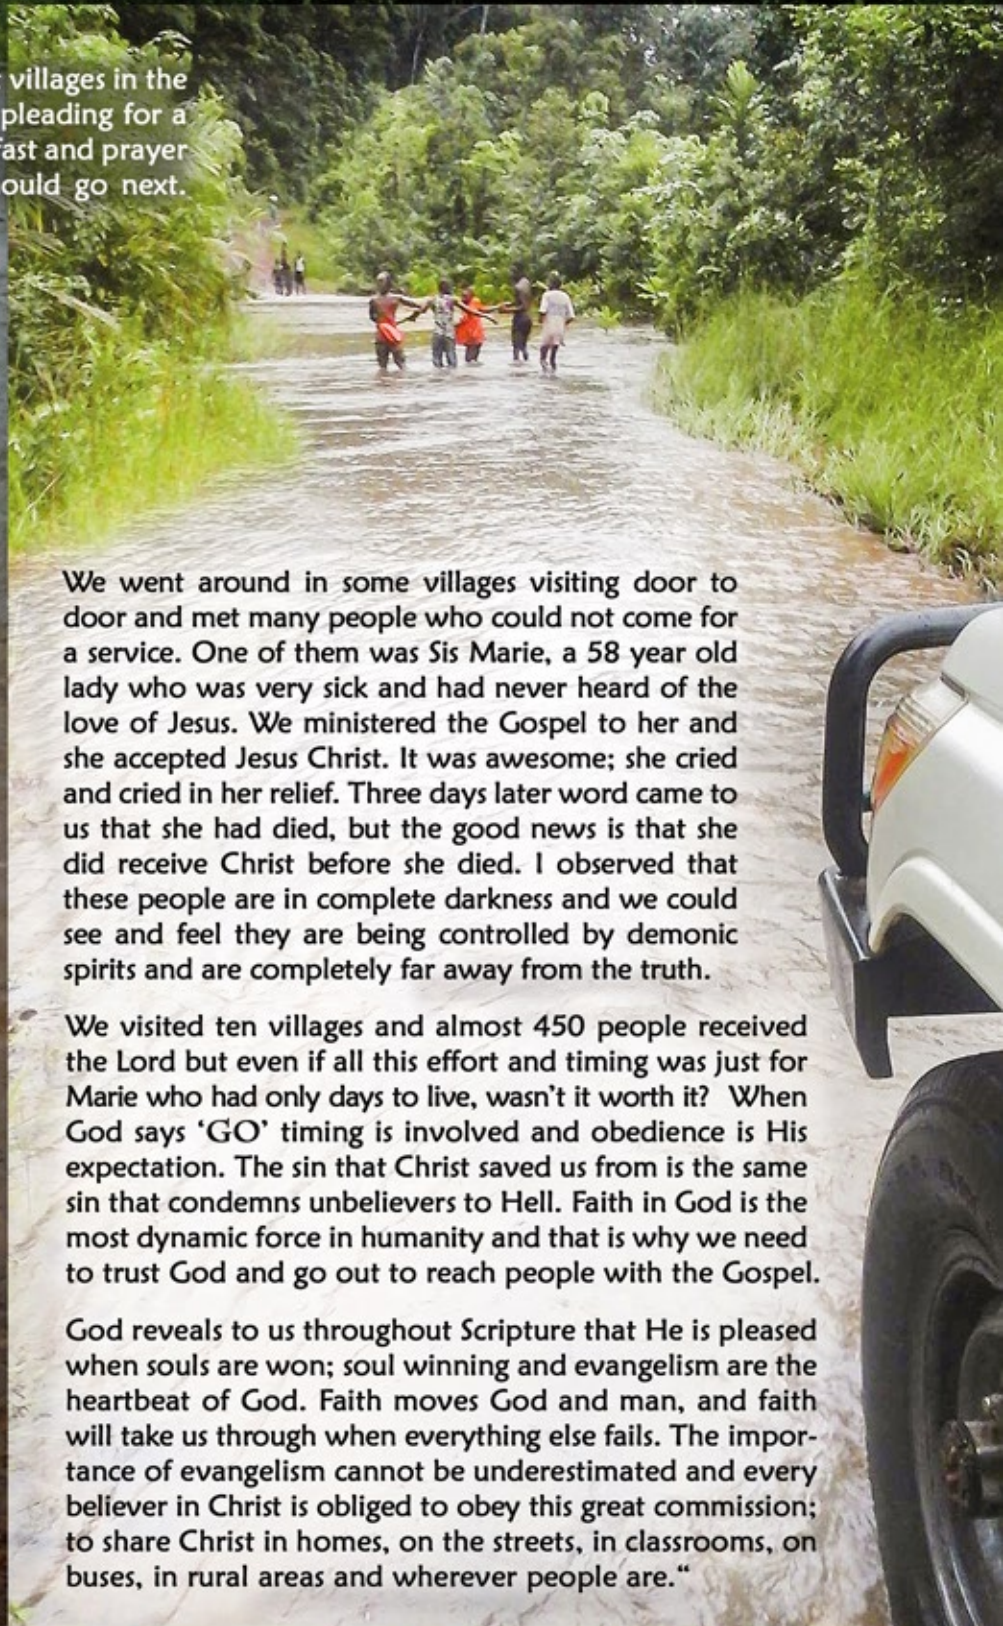 villages in the
pleading for a
fast and prayer
ould go next.
We went around in some villages visiting door to
door and met many people who could not come for
a service. One of them was Sis Marie, a 58 year old
lady who was very sick and had never heard of the
love of Jesus. We ministered the Gospel to her and
she accepted Jesus Christ. It was awesome; she cried
and cried in her relief. Three days later word came to
us that she had died, but the good news is that she
did receive Christ before she died. I observed that
these people are in complete darkness and we could
see and feel they are being controlled by demonic
spirits and are completely far away from the truth.
We visited ten villages and almost 450 people received
the Lord but even if all this effort and timing was just for
Marie who had only days to live, wasn't it worth it?  When
God says ‘GO’ timing is involved and obedience is His
expectation. The sin that Christ saved us from is the same
sin that condemns unbelievers to Hell. Faith in God is the
most dynamic force in humanity and that is why we need
to trust God and go out to reach people with the Gospel.
God reveals to us throughout Scripture that He is pleased
when souls are won; soul winning and evangelism are the
heartbeat of God. Faith moves God and man, and faith
will take us through when everything else fails. The impor-
tance of evangelism cannot be underestimated and every
believer in Christ is obliged to obey this great commission;
to share Christ in homes, on the streets, in classrooms, on
buses, in rural areas and wherever people are.“